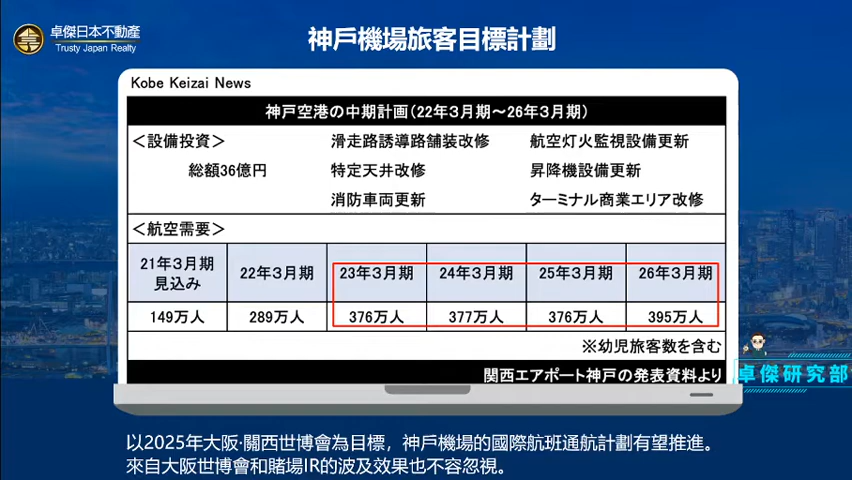 卓傑日本不動產
Trusty Japan Realty
神戶機場旅客目標計劃
Kobe Keizai News
神戸空港の中期計画(22年3月期～26年3月期)
＜設備投資＞ 滑走路誘導路舗装改修 航空灯火監視設備更新
総額36億円 特定天井改修 昇降機設備更新
消防車両更新 ターミナル商業エリア改修
＜航空需要＞
21年3月期見込み 22年3月期 23年3月期 24年3月期 25年3月期 26年3月期
149万人 289万人 376万人 377万人 376万人 395万人
※幼児旅客数を含む
関西エアポート神戸の発表資料より
卓傑研究部
以2025年大阪·關西世博會為目標，神戶機場的國際航班通航計劃有望推進。
來自大阪世博會和賭場IR的波及效果也不容忽視。